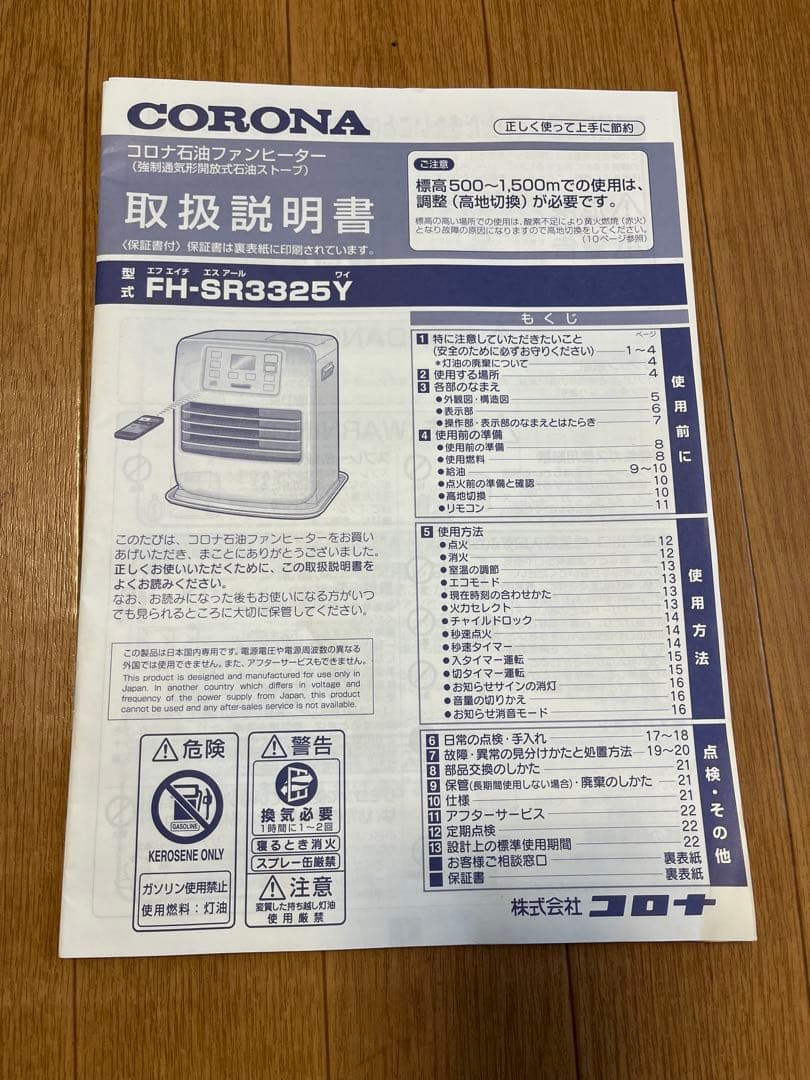 CORONA
正しく使って上手に節約
コロナ石油ファンヒーター
(強制通気形開放式石油ストーブ)
取扱説明書
〈保証書付〉保証書は裏表紙に印刷されています。
ご注意
標高500〜1,500mでの使用は、
調整(高地切換)が必要です。
標高の高い場所での使用は、酸素不足により黄火燃焼(赤火)
となり故障の原因になりますので高地切換をしてください。
(10ページ参照)
型式
エフ エイチ エス アール ワイ
FH-SR3325Y
もくじ
ページ
1 特に注意していただきたいこと
(安全のために必ずお守りください) 1〜4
*灯油の廃棄について 4
2 使用する場所 4
3 各部のなまえ
●外観図・構造図 5
●表示部 6
●操作部・表示部のなまえとはたらき 7
4 使用前の準備
●使用前の準備 8
●使用燃料 8
●給油 9〜10
●点火前の準備と確認 10
●高地切換 10
●リモコン 11
使用前に
5 使用方法
●点火 12
●消火 12
●室温の調節 13
●エコモード 13
●現在時刻の合わせかた 13
●火力セレクト 13
●チャイルドロック 14
●秒速点火 14
●秒速タイマー 14
●入タイマー運転 15
●切タイマー運転 15
●お知らせサインの消灯 16
●音量の切りかえ 16
●お知らせ消音モード 16
使用方法
6 日常の点検・手入れ 17〜18
7 故障・異常の見分けかたと処置方法 19〜20
8 部品交換のしかた 21
9 保管(長期間使用しない場合)・廃棄のしかた 21
10 仕様 21
11 アフターサービス 22
12 定期点検 22
13 設計上の標準使用期間 22
■ お客様ご相談窓口 裏表紙
■ 保証書 裏表紙
点検・その他
このたびは、コロナ石油ファンヒーターをお買い
あげいただき、まことにありがとうございました。
正しくお使いいただくために、この取扱説明書を
よくお読みください。
なお、お読みになった後もお使いになる方がいつ
でも見られるところに大切に保管してください。
この製品は日本国内専用です。電源電圧や電源周波数の異なる
外国では使用できません。また、アフターサービスもできません。
This product is designed and manufactured for use only in
Japan. In another country which differs in voltage and
frequency of the power supply from Japan, this product
cannot be used and any after-sales service is not available.
危険
GASOLINE
KEROSENE ONLY
ガソリン使用禁止
使用燃料:灯油
警告
換気必要
1時間に1〜2回
寝るとき消火
スプレー缶厳禁
注意
変質した持ち越し灯油
使用厳禁
株式会社 コロナ